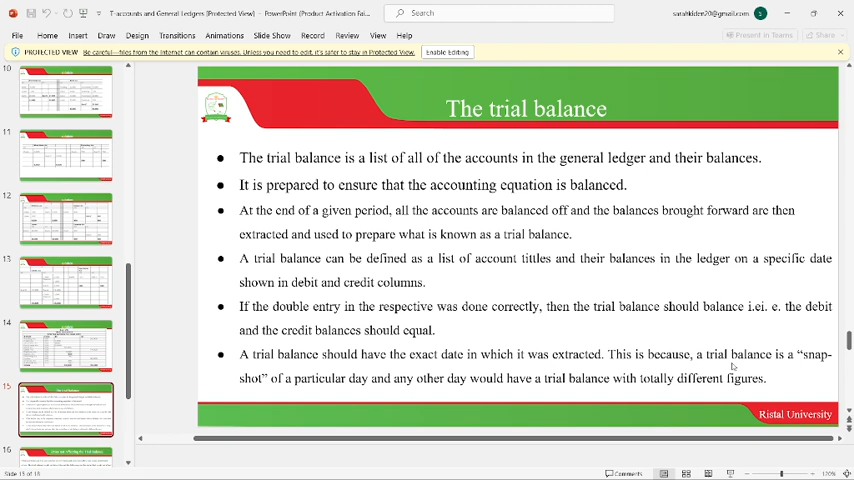 T-accounts and General Ledgers [Protected View] - PowerPoint (Product Activation Fai...
Search
sarahkiden20@gmail.com
S
File Home Insert Draw Design Transitions Animations Slide Show Record Review View Help
Present in Teams
Share
PROTECTED VIEW Be careful—files from the Internet can contain viruses. Unless you need to edit, it's safer to stay in Protected View.
Enable Editing
10
11
12
13
14
15
16
The trial balance
● The trial balance is a list of all of the accounts in the general ledger and their balances.
● It is prepared to ensure that the accounting equation is balanced.
● At the end of a given period, all the accounts are balanced off and the balances brought forward are then
extracted and used to prepare what is known as a trial balance.
● A trial balance can be defined as a list of account tittles and their balances in the ledger on a specific date
shown in debit and credit columns.
● If the double entry in the respective was done correctly, then the trial balance should balance i.ei. e. the debit
and the credit balances should equal.
● A trial balance should have the exact date in which it was extracted. This is because, a trial balance is a “snap-
shot” of a particular day and any other day would have a trial balance with totally different figures.
Ristal University
Slide 15 of 18
Comments
120%